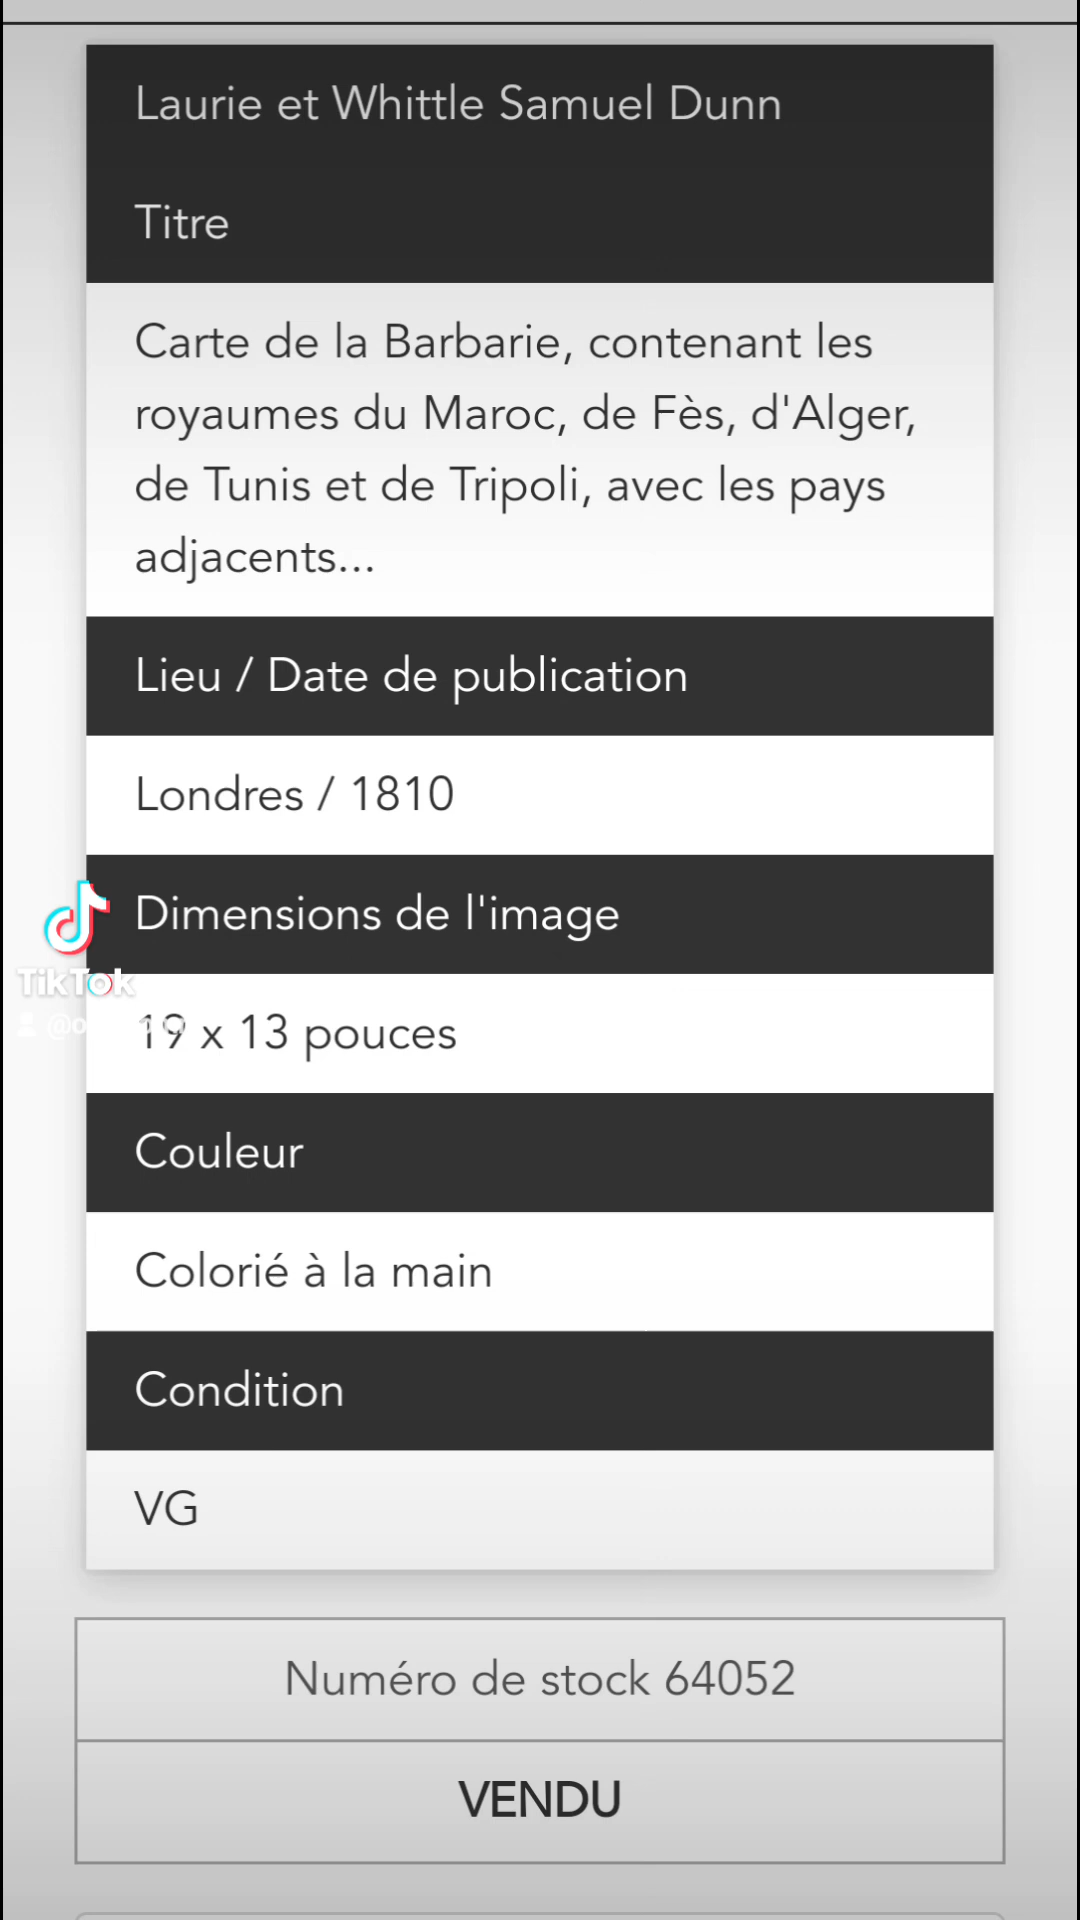 Laurie et Whittle Samuel Dunn
Titre
Carte de la Barbarie, contenant les
royaumes du Maroc, de Fès, d'Alger,
de Tunis et de Tripoli, avec les pays
adjacents...
Lieu / Date de publication
Londres / 1810
Dimensions de l'image
TikTok
19 x 13 pouces
Couleur
Colorié à la main
Condition
VG
Numéro de stock 64052
VENDU